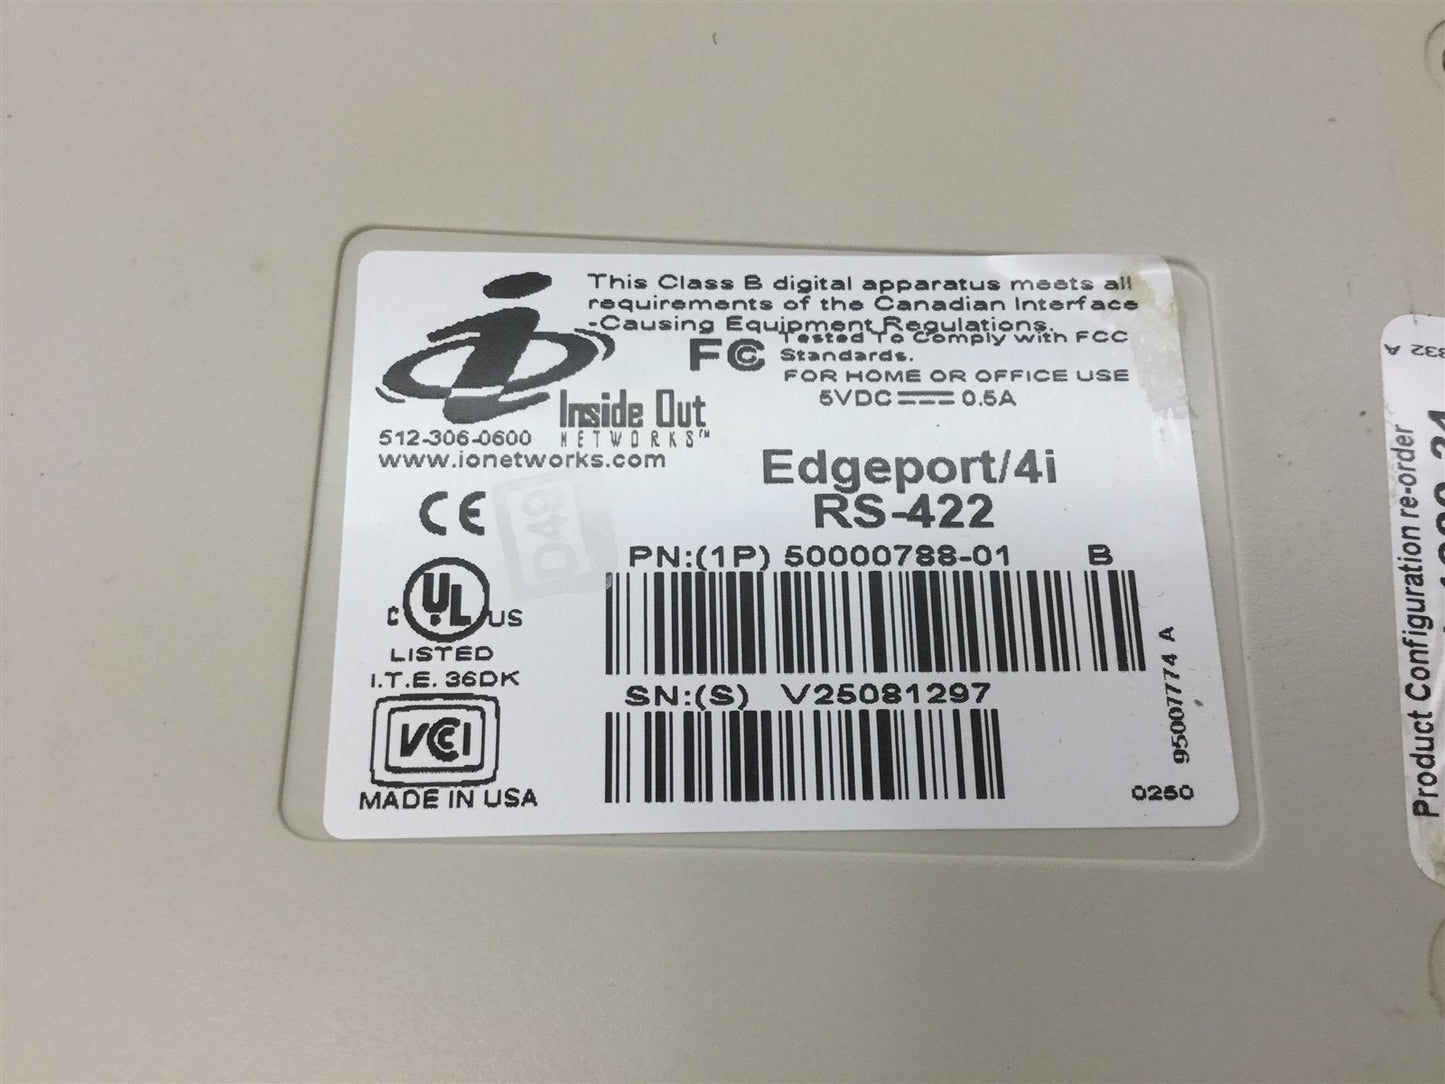 This Class B digital apparatus meets all
requirements of the Canadian Interface
-Causing Equipment Regulations.
FC Tested To Comply with FCC
Standards.
FOR HOME OR OFFICE USE
5VDC 0.5A
Inside Out
NETWORKS™
512-306-0600
www.ionetworks.com
Edgeport/4i
RS-422
CE
D49
PN:(1P) 50000788-01 B
C UL US
LISTED
I.T.E. 36DK
SN:(S) V25081297
VCCI
MADE IN USA
0250
95007774 A
Product Configuration re-order